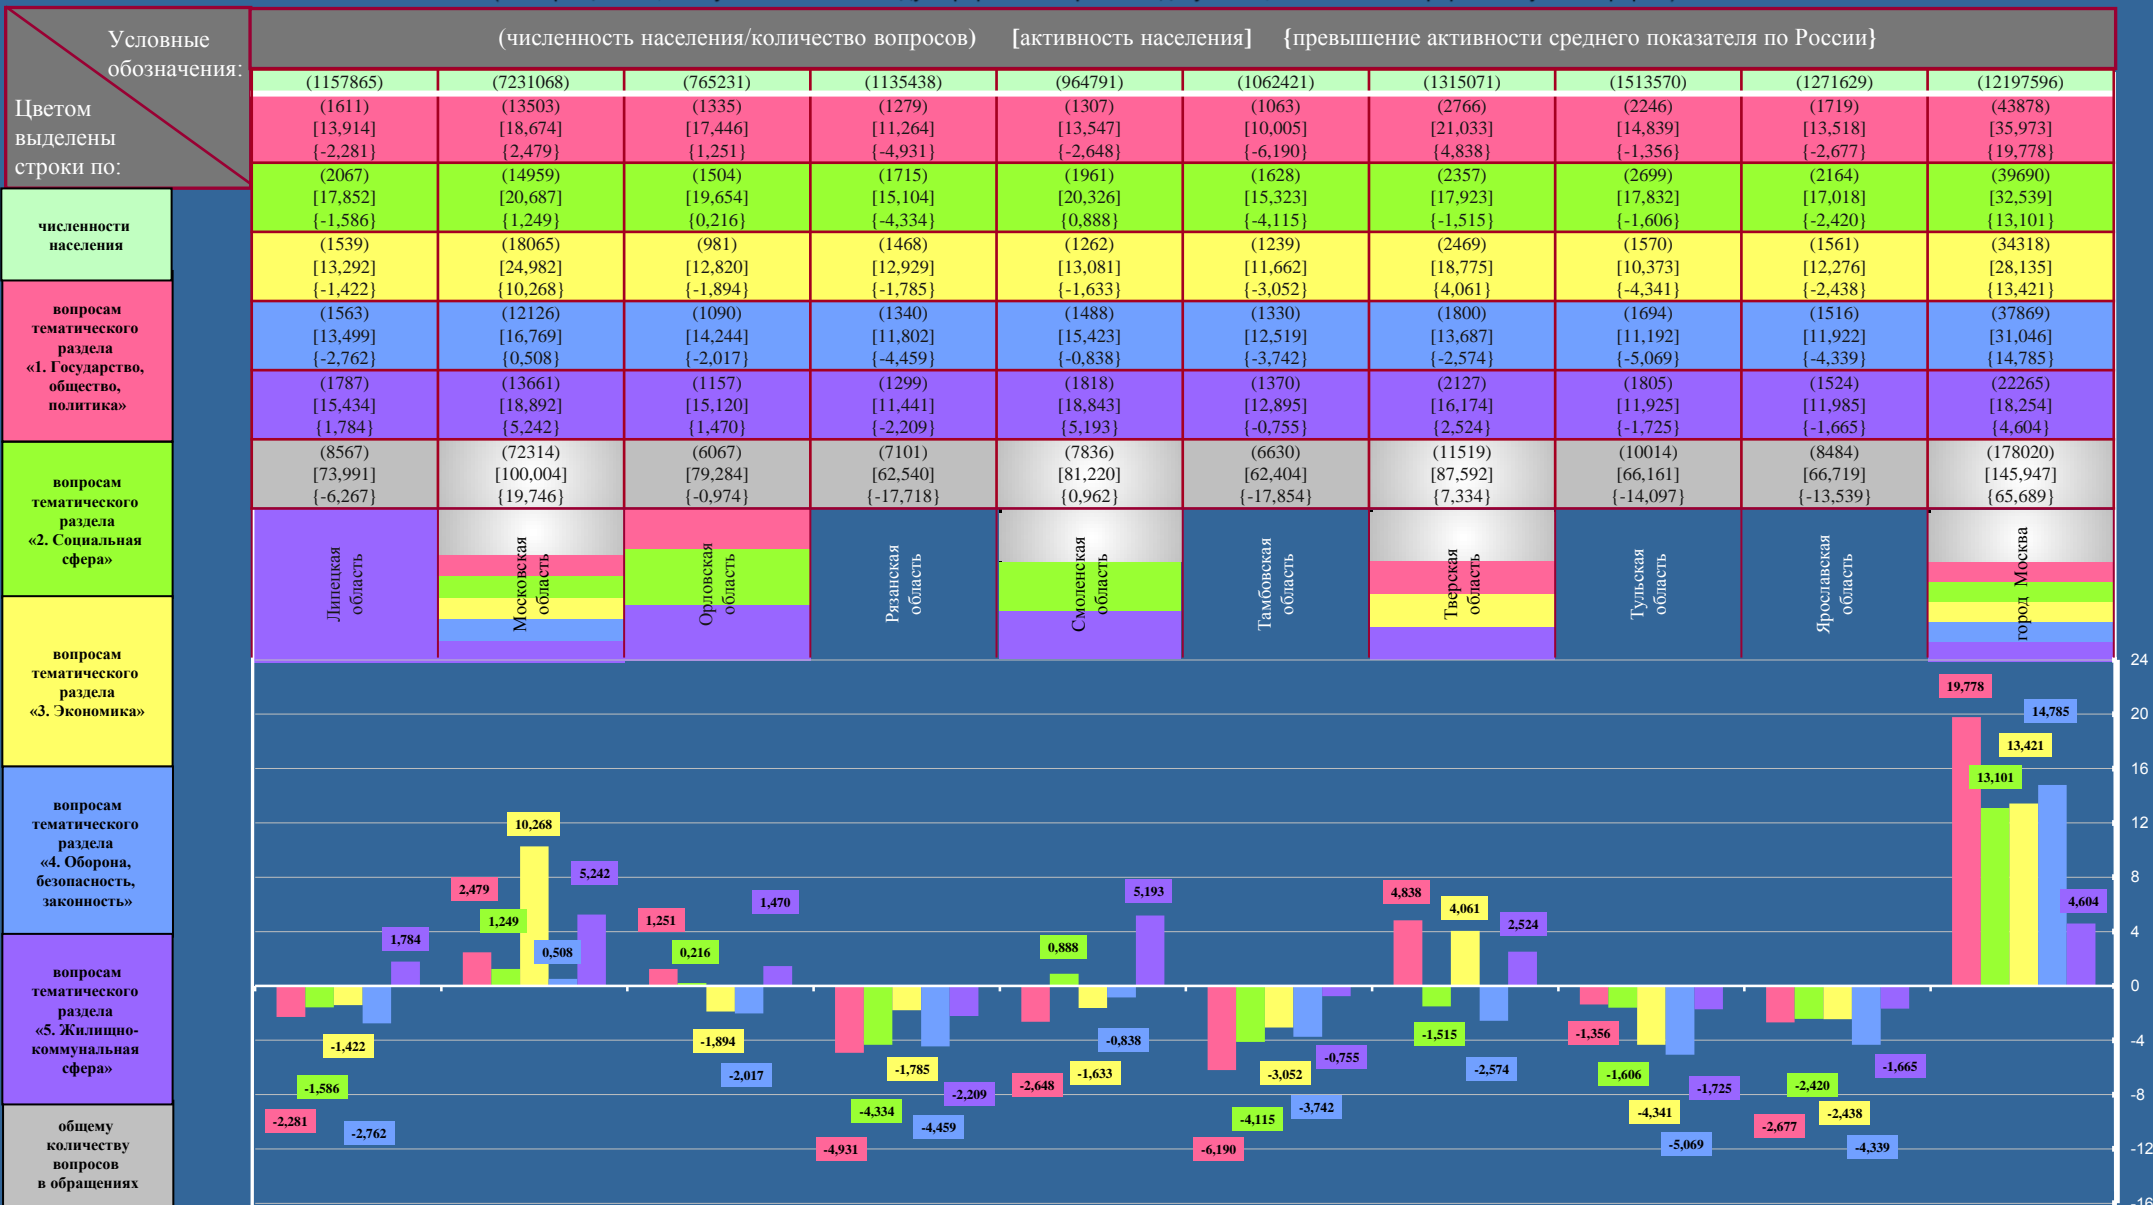 Условные
обозначения:
Цветом
выделены
строки по:
(численность населения/количество вопросов) [активность населения] {превышение активности среднего показателя по России}
(1157865) (7231068) (765231) (1135438) (964791) (1062421) (1315071) (1513570) (1271629) (12197596)
(1611) (13503) (1335) (1279) (1307) (1063) (2766) (2246) (1719) (43878)
[13,914] [18,674] [17,446] [11,264] [13,547] [10,005] [21,033] [14,839] [13,518] [35,973]
{-2,281} {2,479} {1,251} {-4,931} {-2,648} {-6,190} {4,838} {-1,356} {-2,677} {19,778}
(2067) (14959) (1504) (1715) (1961) (1628) (2357) (2699) (2164) (39690)
[17,852] [20,687] [19,654] [15,104] [20,326] [15,323] [17,923] [17,832] [17,018] [32,539]
{-1,586} {1,249} {0,216} {-4,334} {0,888} {-4,115} {-1,515} {-1,606} {-2,420} {13,101}
(1539) (18065) (981) (1468) (1262) (1239) (2469) (1570) (1561) (34318)
[13,292] [24,982] [12,820] [12,929] [13,081] [11,662] [18,775] [10,373] [12,276] [28,135]
{-1,422} {10,268} {-1,894} {-1,785} {-1,633} {-3,052} {4,061} {-4,341} {-2,438} {13,421}
(1563) (12126) (1090) (1340) (1488) (1330) (1800) (1694) (1516) (37869)
[13,499] [16,769] [14,244] [11,802] [15,423] [12,519] [13,687] [11,192] [11,922] [31,046]
{-2,762} {0,508} {-2,017} {-4,459} {-0,838} {-3,742} {-2,574} {-5,069} {-4,339} {14,785}
(1787) (13661) (1157) (1299) (1818) (1370) (2127) (1805) (1524) (22265)
[15,434] [18,892] [15,120] [11,441] [18,843] [12,895] [16,174] [11,925] [11,985] [18,254]
{1,784} {5,242} {1,470} {-2,209} {5,193} {-0,755} {2,524} {-1,725} {-1,665} {4,604}
(8567) (72314) (6067) (7101) (7836) (6630) (11519) (10014) (8484) (178020)
[73,991] [100,004] [79,284] [62,540] [81,220] [62,404] [87,592] [66,161] [66,719] [145,947]
{-6,267} {19,746} {-0,974} {-17,718} {0,962} {-17,854} {7,334} {-14,097} {-13,539} {65,689}
Липецкая
область
Московская
область
Орловская
область
Рязанская
область
Смоленская
область
Тамбовская
область
Тверская
область
Тульская
область
Ярославская
область
город Москва
численности
населения
вопросам
тематического
раздела
«1. Государство,
общество,
политика»
вопросам
тематического
раздела
«2. Социальная
сфера»
вопросам
тематического
раздела
«3. Экономика»
вопросам
тематического
раздела
«4. Оборона,
безопасность,
законность»
вопросам
тематического
раздела
«5. Жилищно-
коммунальная
сфера»
общему
количеству
вопросов
в обращениях
-2,281
-1,586
-1,422
-2,762
1,784
2,479
1,249
10,268
0,508
5,242
1,251
0,216
-1,894
-2,017
1,470
-4,931
-4,334
-1,785
-4,459
-2,209
-2,648
0,888
-1,633
-0,838
5,193
-6,190
-4,115
-3,052
-3,742
-0,755
4,838
-1,515
4,061
-2,574
2,524
-1,356
-1,606
-4,341
-5,069
-1,725
-2,677
-2,420
-2,438
-4,339
-1,665
19,778
13,101
13,421
14,785
4,604
24
20
16
12
8
4
0
-4
-8
-12
-16